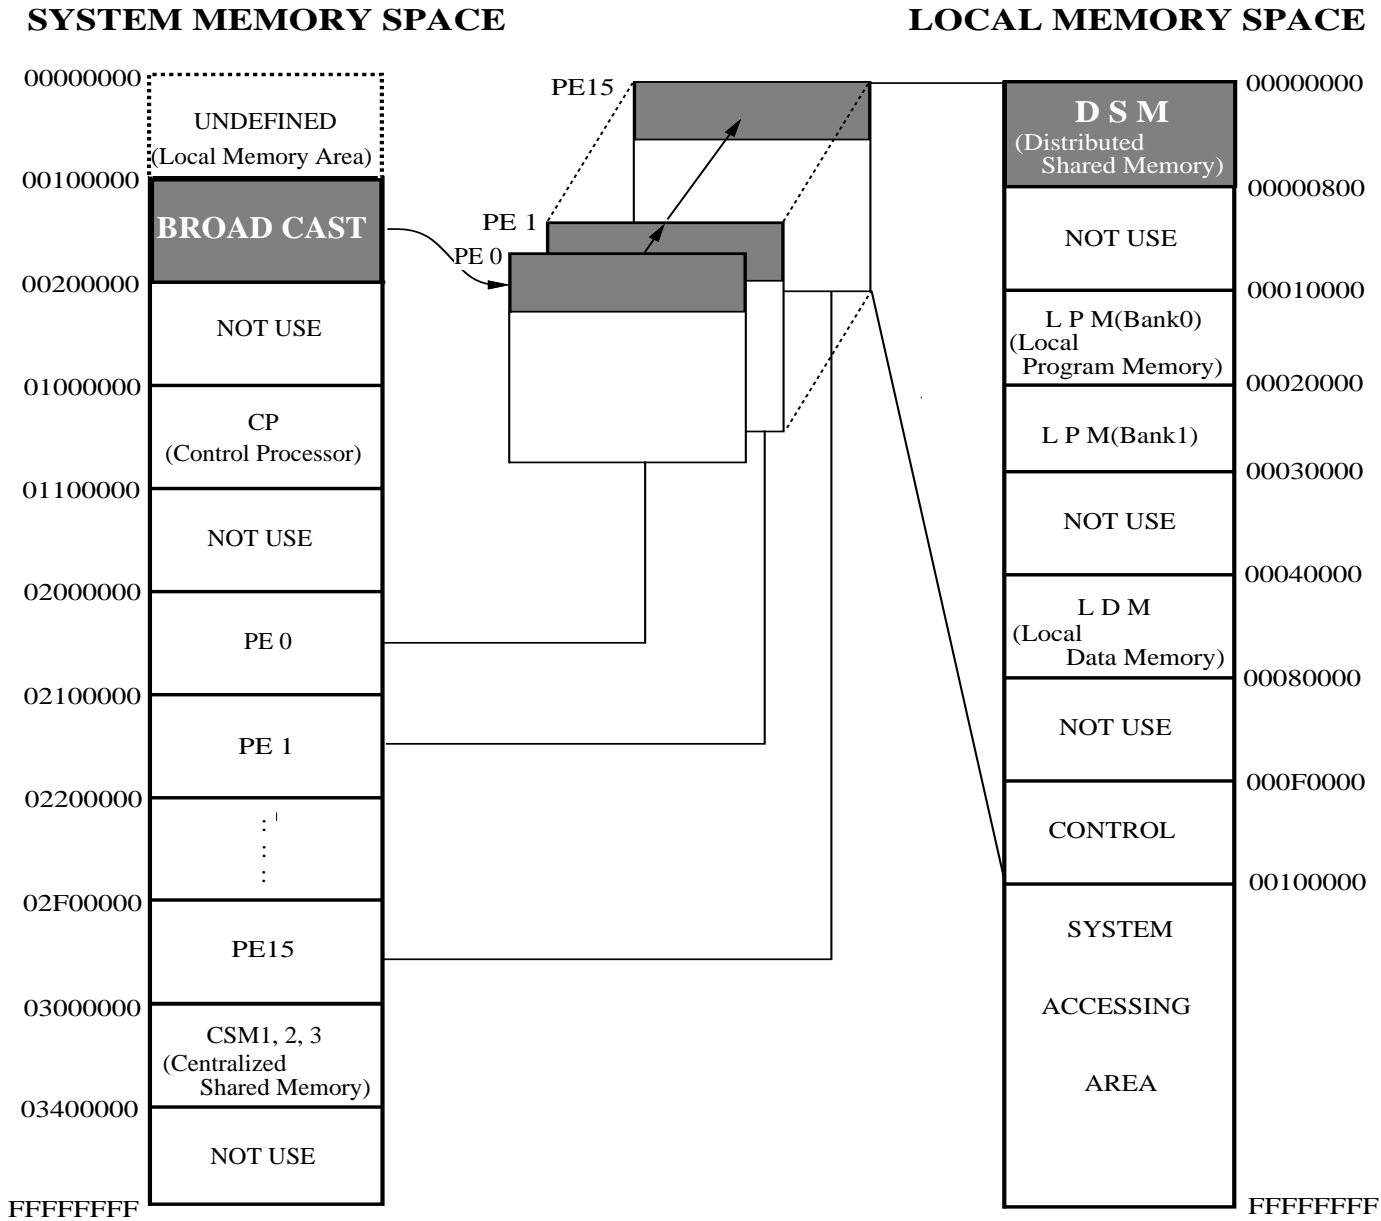 SYSTEM MEMORY SPACE
00000000
UNDEFINED
(Local Memory Area)
00100000
BROAD CAST
00200000
NOT USE
01000000
CP
(Control Processor)
01100000
NOT USE
02000000
PE 0
02100000
PE 1
02200000
02F00000
PE15
03000000
CSM1, 2, 3
(Centralized
Shared Memory)
03400000
NOT USE
FFFFFFFF
PE15
PE 1
PE 0
LOCAL MEMORY SPACE
00000000
D S M
(Distributed
Shared Memory)
00000800
NOT USE
00010000
L P M(Bank0)
(Local
Program Memory)
00020000
L P M(Bank1)
00030000
NOT USE
00040000
L D M
(Local
Data Memory)
00080000
NOT USE
000F0000
CONTROL
00100000
SYSTEM
ACCESSING
AREA
FFFFFFFF